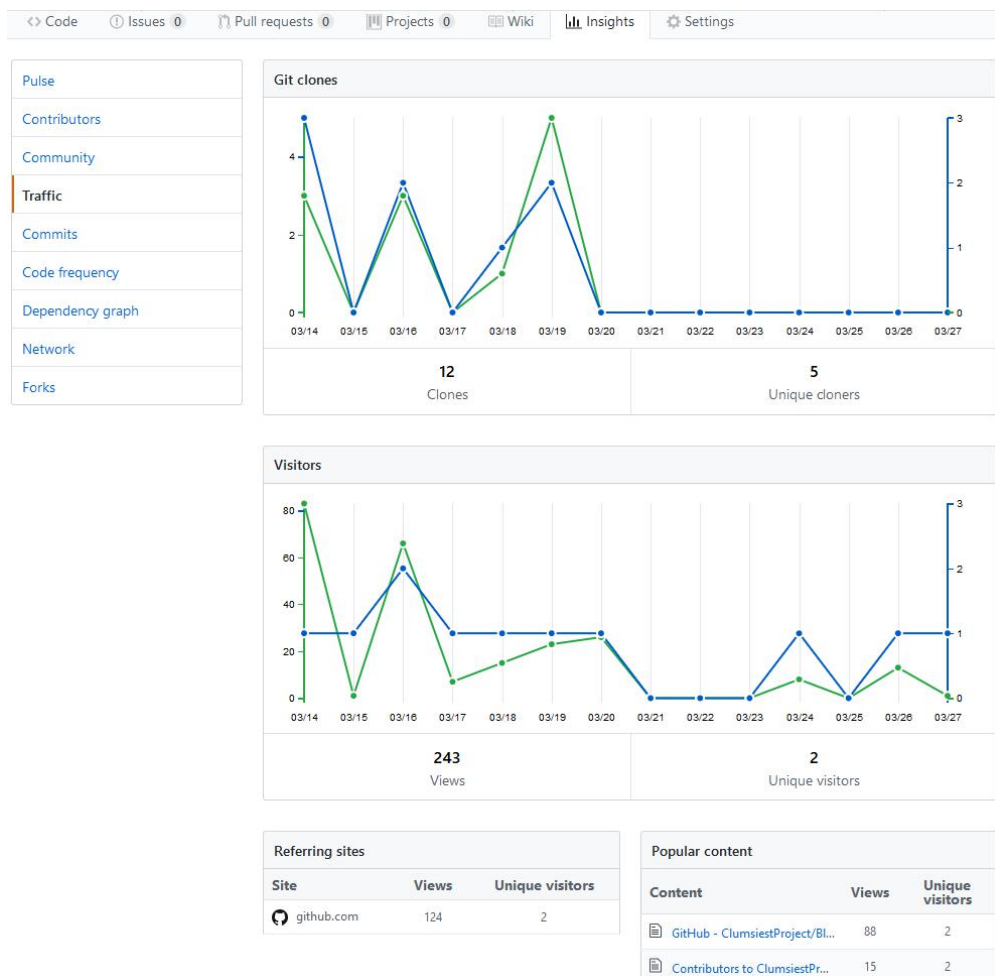 Code Issues 0 Pull requests 0 Projects 0 Wiki Insights Settings
Pulse
Contributors
Community
Traffic
Commits
Code frequency
Dependency graph
Network
Forks
Git clones
4
2
0
3
2
1
0
03/14 03/15 03/16 03/17 03/18 03/19 03/20 03/21 03/22 03/23 03/24 03/25 03/26 03/27
12 5
Clones Unique cloners
Visitors
80
60
40
20
0
3
2
1
0
03/14 03/15 03/16 03/17 03/18 03/19 03/20 03/21 03/22 03/23 03/24 03/25 03/26 03/27
243 2
Views Unique visitors
Referring sites
Site Views Unique visitors
github.com 124 2
Popular content
Content Views Unique visitors
GitHub - ClumsiestProject/Bl... 88 2
Contributors to ClumsiestPr... 15 2